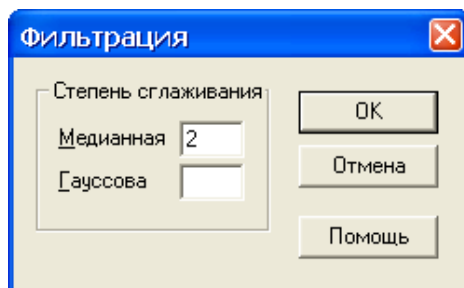 Фильтрация
Степень сглаживания
Медианная 2
Гауссова
OK
Отмена
Помощь